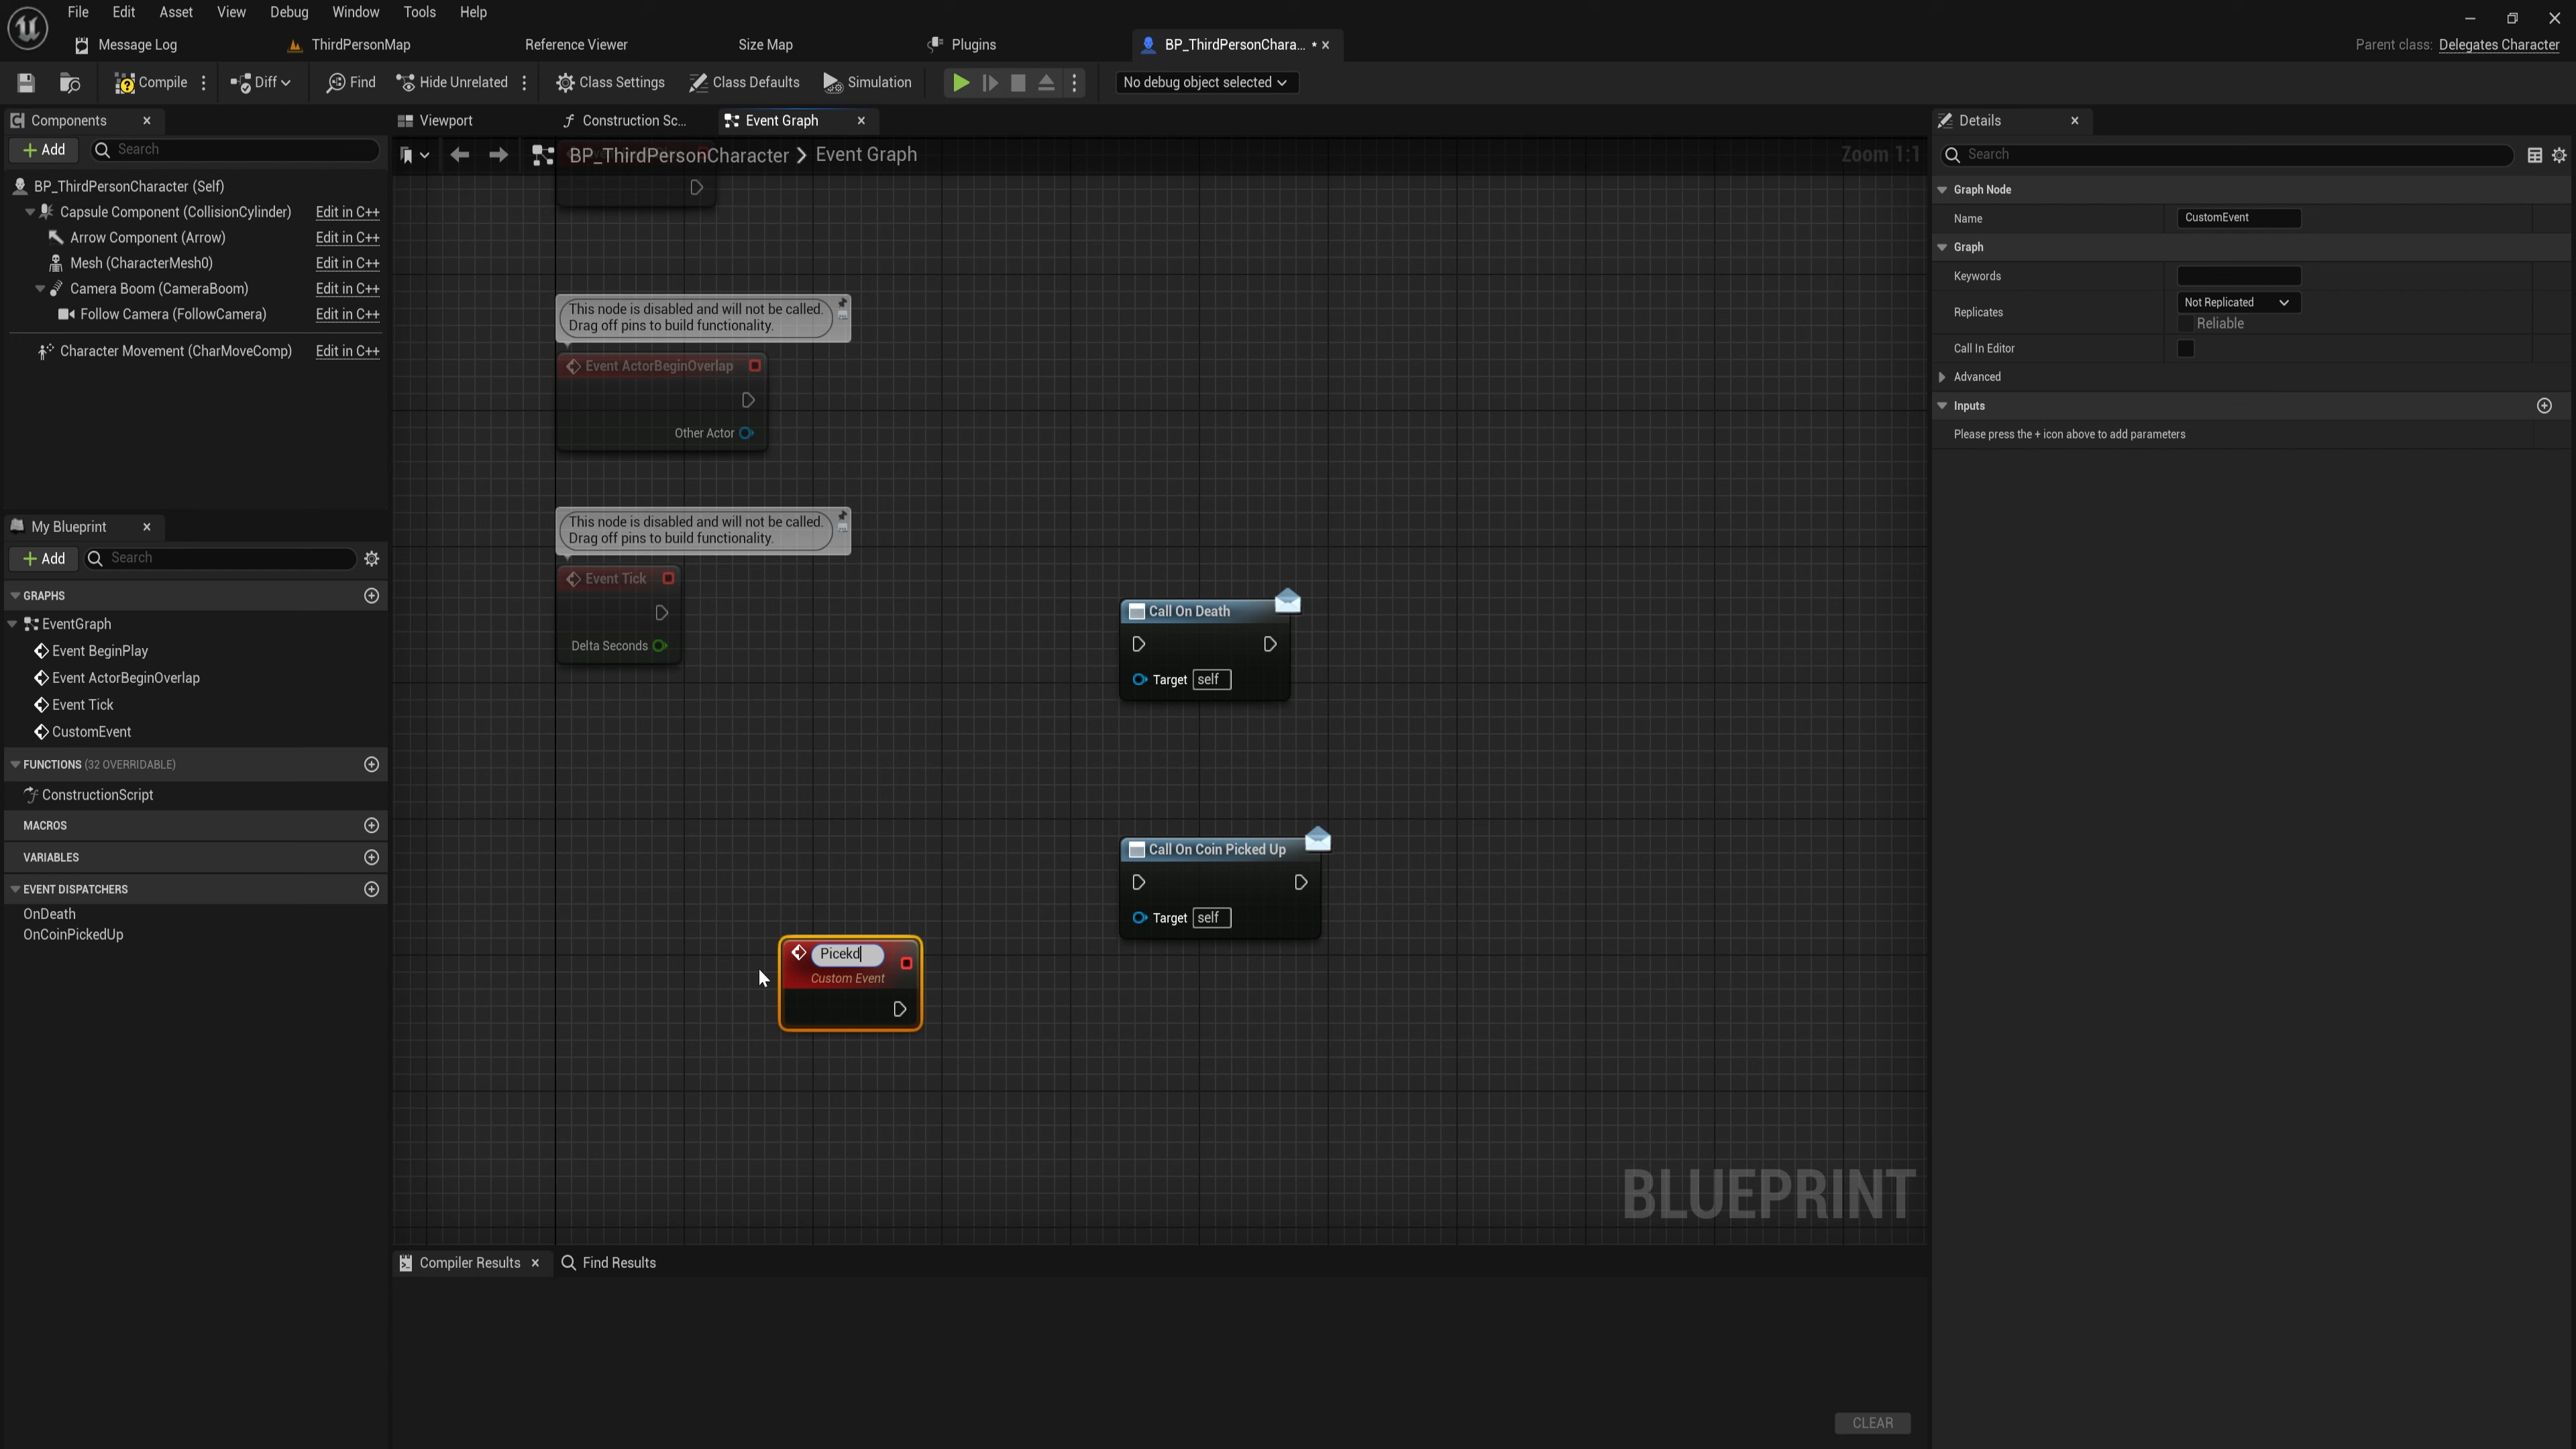 File Edit Asset View Debug Window Tools Help
Message Log ThirdPersonMap Reference Viewer Size Map Plugins BP_ThirdPersonChara... *
Parent class: Delegates Character
Compile Diff Find Hide Unrelated Class Settings Class Defaults Simulation No debug object selected
Components
Add Search
BP_ThirdPersonCharacter (Self)
Capsule Component (CollisionCylinder) Edit in C++
Arrow Component (Arrow) Edit in C++
Mesh (CharacterMesh0) Edit in C++
Camera Boom (CameraBoom) Edit in C++
Follow Camera (FollowCamera) Edit in C++
Character Movement (CharMoveComp) Edit in C++
My Blueprint
Add Search
GRAPHS
EventGraph
Event BeginPlay
Event ActorBeginOverlap
Event Tick
CustomEvent
FUNCTIONS (32 OVERRIDABLE)
ConstructionScript
MACROS
VARIABLES
EVENT DISPATCHERS
OnDeath
OnCoinPickedUp
Viewport Construction Sc... Event Graph
BP_ThirdPersonCharacter > Event Graph
Zoom 1:1
This node is disabled and will not be called.
Drag off pins to build functionality.
Event ActorBeginOverlap
Other Actor
This node is disabled and will not be called.
Drag off pins to build functionality.
Event Tick
Delta Seconds
Call On Death
Target self
Call On Coin Picked Up
Target self
Picekd
Custom Event
BLUEPRINT
Compiler Results Find Results
CLEAR
Details
Search
Graph Node
Name CustomEvent
Graph
Keywords
Replicates Not Replicated
Reliable
Call In Editor
Advanced
Inputs
Please press the + icon above to add parameters